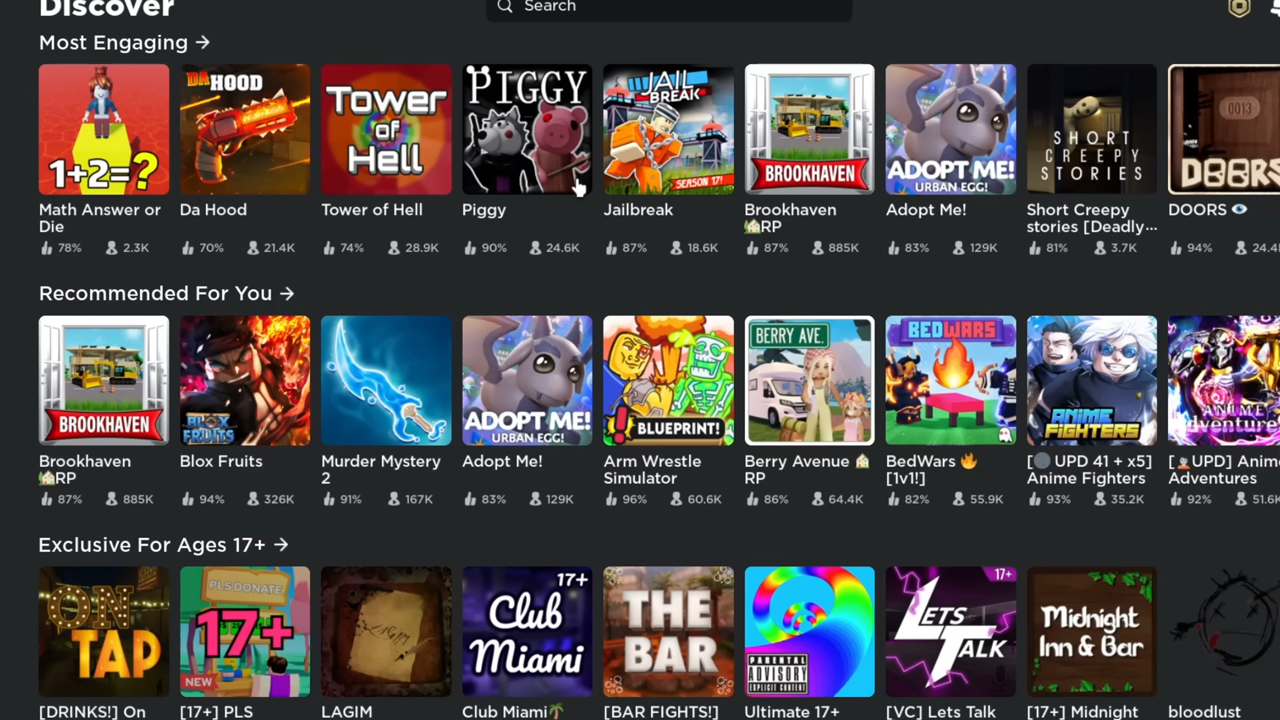 Discover
Search
Most Engaging →
1+2=?
DA HOOD
Tower of Hell
PIGGY
JAIL BREAK
SEASON 17!
BROOKHAVEN
ADOPT ME!
URBAN EGG!
SHORT CREEPY STORIES
0013
DOORS
Math Answer or Die
Da Hood
Tower of Hell
Piggy
Jailbreak
Brookhaven 🏡RP
Adopt Me!
Short Creepy stories [Deadly...
DOORS 👁️
78% 2.3K
70% 21.4K
74% 28.9K
90% 24.6K
87% 18.6K
87% 885K
83% 129K
81% 3.7K
94% 24.4
Recommended For You →
BROOKHAVEN
BLOX FRUITS
ADOPT ME!
URBAN EGG!
BLUEPRINT!
BERRY AVE.
BEDWARS
ANIME FIGHTERS
ANIME
dventure
Brookhaven 🏡RP
Blox Fruits
Murder Mystery 2
Adopt Me!
Arm Wrestle Simulator
Berry Avenue 🏠 RP
BedWars 🔥 [1v1!]
[🌑 UPD 41 + x5] Anime Fighters
[UPD] Anim Adventures
87% 885K
94% 326K
91% 167K
83% 129K
96% 60.6K
86% 64.4K
82% 55.9K
93% 35.2K
92% 51.6K
Exclusive For Ages 17+ →
ON TAP
PLS DONATE
17+
NEW
LAGIM
17+
Club Miami
THE BAR
PARENTAL
ADVISORY
EXPLICIT CONTENT
17+
LETS TALK
Midnight Inn & Bar
[DRINKS!] On
[17+] PLS
LAGIM
Club Miami🌴
[BAR FIGHTS!]
Ultimate 17+
[VC] Lets Talk
[17+] Midnight
bloodlust